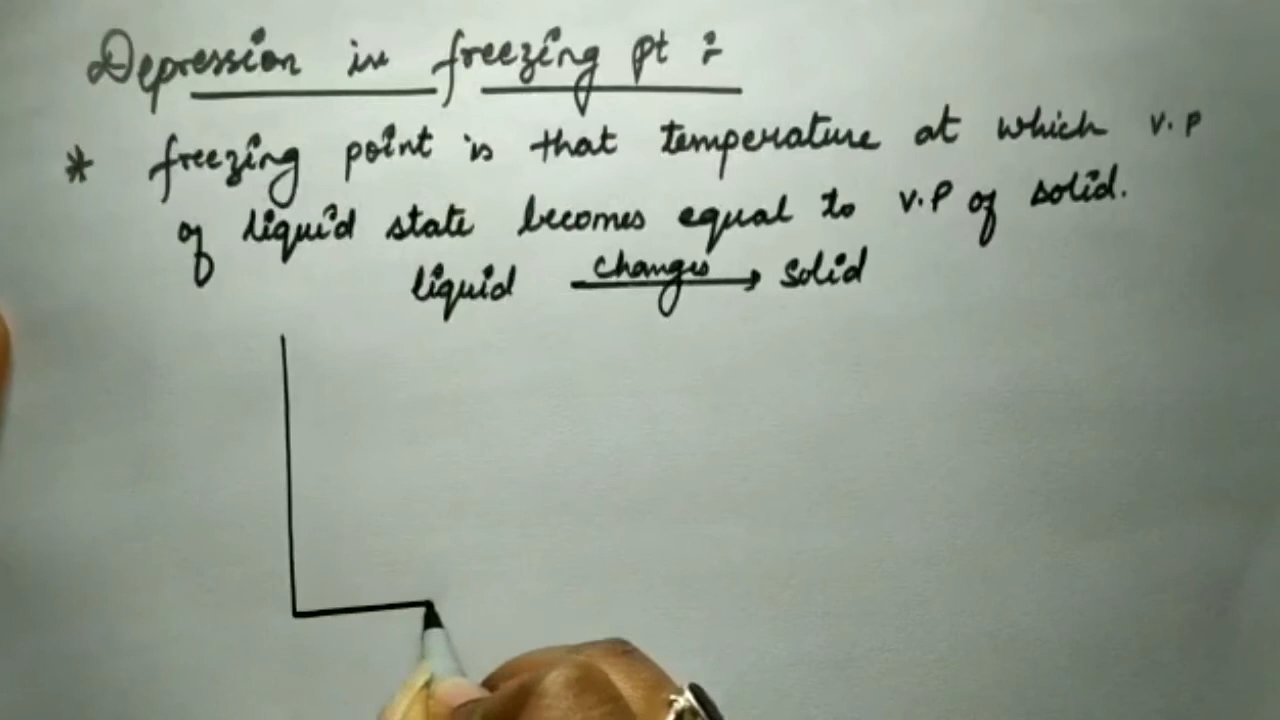 Depression in freezing pt :-
* freezing point is that temperature at which v.p
of liquid state becomes equal to v.p of solid.
liquid changes → solid